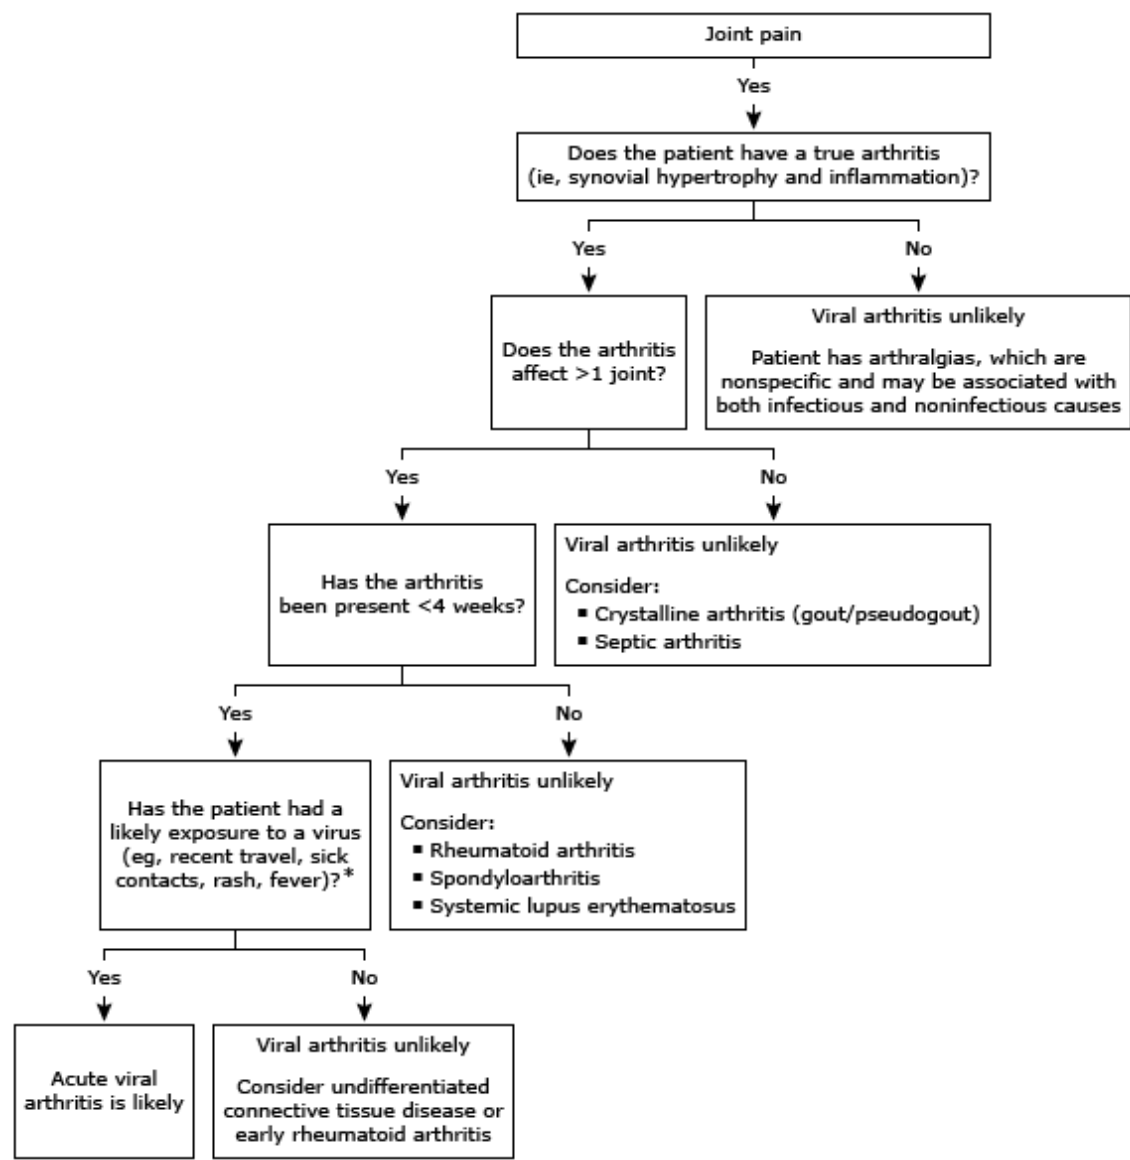 Joint pain
Yes
Does the patient have a true arthritis
(ie, synovial hypertrophy and inflammation)?
Yes
No
Does the arthritis
affect >1 joint?
Viral arthritis unlikely
Patient has arthralgias, which are
nonspecific and may be associated with
both infectious and noninfectious causes
Yes
No
Has the arthritis
been present <4 weeks?
Viral arthritis unlikely
Consider:
▪ Crystalline arthritis (gout/pseudogout)
▪ Septic arthritis
Yes
No
Has the patient had a
likely exposure to a virus
(eg, recent travel, sick
contacts, rash, fever)?*
Viral arthritis unlikely
Consider:
▪ Rheumatoid arthritis
▪ Spondyloarthritis
▪ Systemic lupus erythematosus
Yes
No
Acute viral
arthritis is likely
Viral arthritis unlikely
Consider undifferentiated
connective tissue disease or
early rheumatoid arthritis